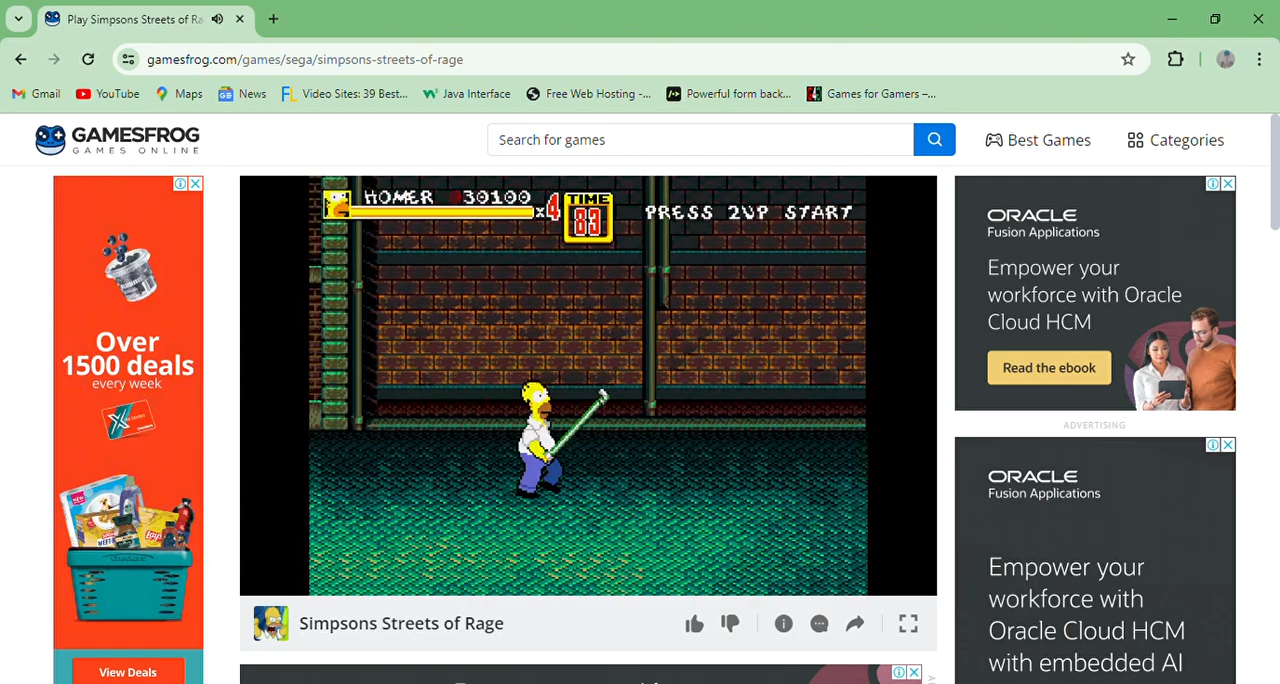 Play Simpsons Streets of Ra
gamesfrog.com/games/sega/simpsons-streets-of-rage
Gmail YouTube Maps News Video Sites: 39 Best... Java Interface Free Web Hosting -... Powerful form back... Games for Gamers –...
GAMESFROG
GAMES ONLINE
Search for games
Best Games
Categories
Over
1500 deals
every week
View Deals
HOMER 30100
x4
TIME
83
PRESS 2UP START
Simpsons Streets of Rage
ORACLE
Fusion Applications
Empower your
workforce with Oracle
Cloud HCM
Read the ebook
ADVERTISING
ORACLE
Fusion Applications
Empower your
workforce with
Oracle Cloud HCM
with embedded AI